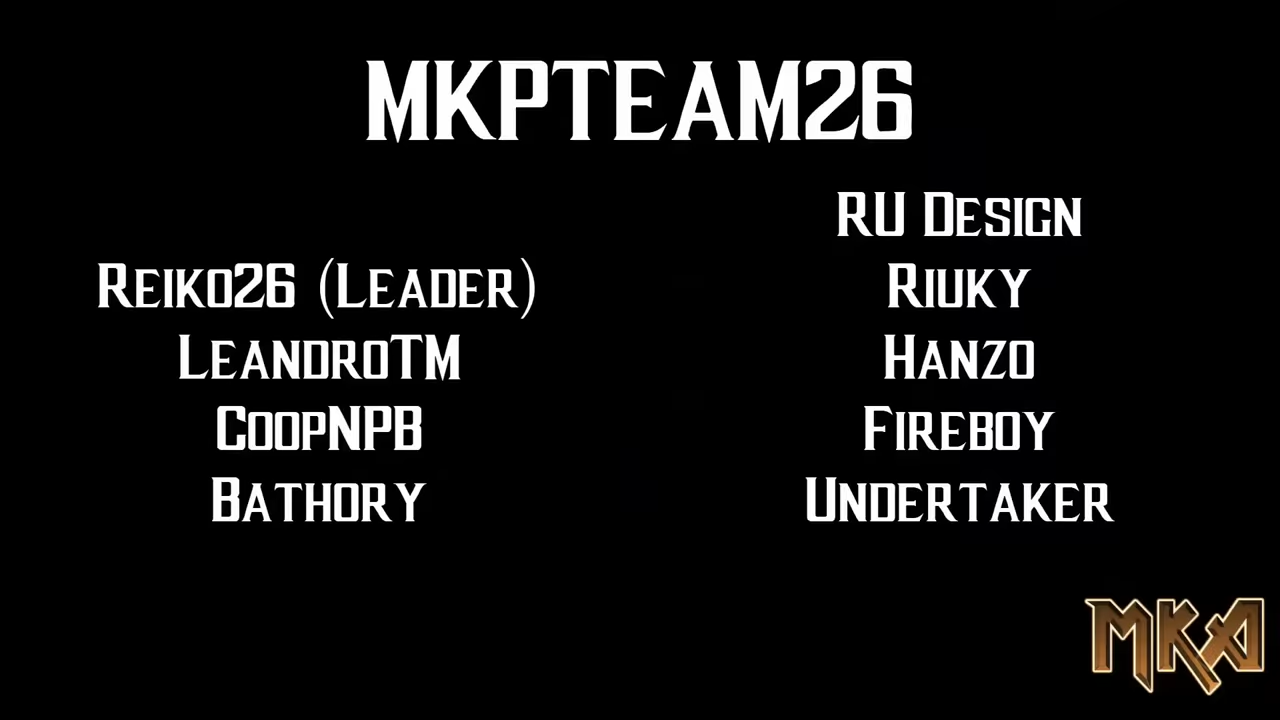 MKPTEAM26
Reiko26 (Leader)
LeandroTM
CoopNPB
Bathory
RU Design
Riuky
Hanzo
Fireboy
Undertaker
MKA